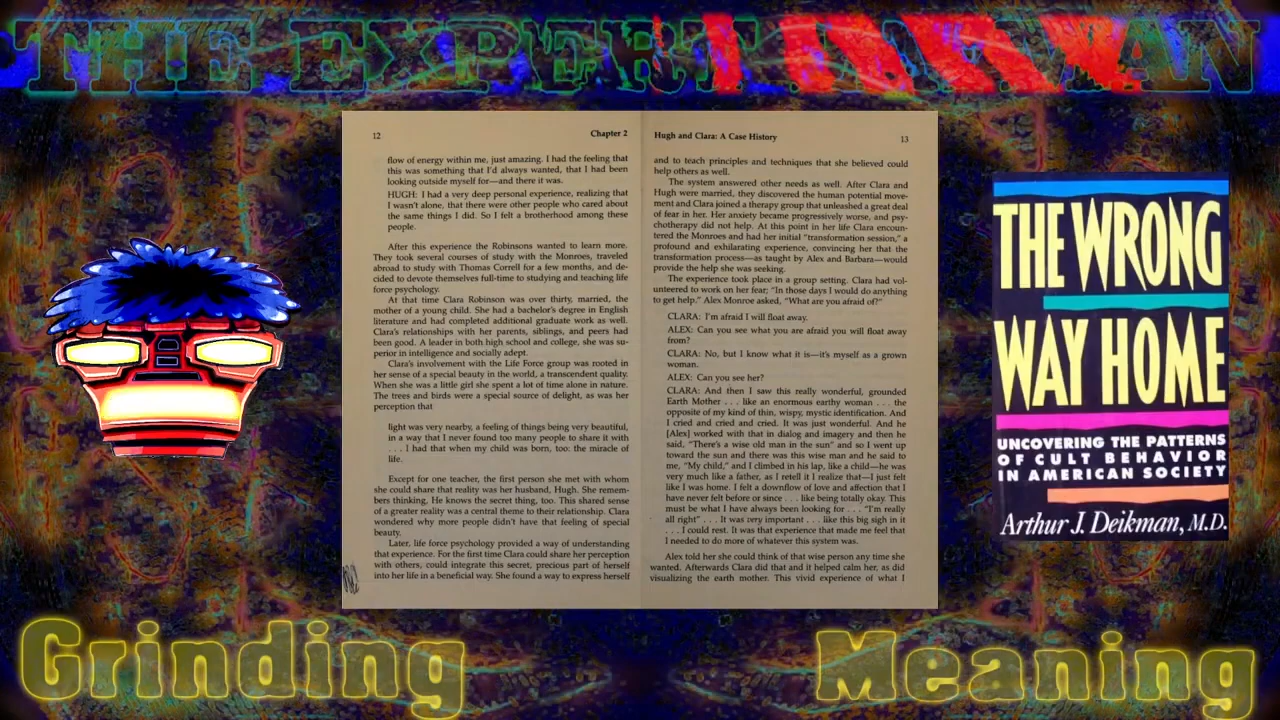 THE EXPERT LAYMAN
12
Chapter 2
flow of energy within me, just amazing. I had the feeling that
this was something that I'd always wanted, that I had been
looking outside myself for—and there it was.
HUGH: I had a very deep personal experience, realizing that
I wasn't alone, that there were other people who cared about
the same things I did. So I felt a brotherhood among these
people.
After this experience the Robinsons wanted to learn more.
They took several courses of study with the Monroes, traveled
abroad to study with Thomas Correll for a few months, and de-
cided to devote themselves full-time to studying and teaching life
force psychology.
At that time Clara Robinson was over thirty, married, the
mother of a young child. She had a bachelor's degree in English
literature and had completed additional graduate work as well.
Clara's relationships with her parents, siblings, and peers had
been good. A leader in both high school and college, she was su-
perior in intelligence and socially adept.
Clara's involvement with the Life Force group was rooted in
her sense of a special beauty in the world, a transcendent quality.
When she was a little girl she spent a lot of time alone in nature.
The trees and birds were a special source of delight, as was her
perception that
light was very nearby, a feeling of things being very beautiful,
in a way that I never found too many people to share it with
. . . I had that when my child was born, too: the miracle of
life.
Except for one teacher, the first person she met with whom
she could share that reality was her husband, Hugh. She remem-
bers thinking, He knows the secret thing, too. This shared sense
of a greater reality was a central theme to their relationship. Clara
wondered why more people didn't have that feeling of special
beauty.
Later, life force psychology provided a way of understanding
that experience. For the first time Clara could share her perception
with others, could integrate this secret, precious part of herself
into her life in a beneficial way. She found a way to express herself
Hugh and Clara: A Case History
13
and to teach principles and techniques that she believed could
help others as well.
The system answered other needs as well. After Clara and
Hugh were married, they discovered the human potential move-
ment and Clara joined a therapy group that unleashed a great deal
of fear in her. Her anxiety became progressively worse, and psy-
chotherapy did not help. At this point in her life Clara encoun-
tered the Monroes and had her initial "transformation session," a
profound and exhilarating experience, convincing her that the
transformation process—as taught by Alex and Barbara—would
provide the help she was seeking.
The experience took place in a group setting. Clara had vol-
unteered to work on her fear; "In those days I would do anything
to get help." Alex Monroe asked, "What are you afraid of?"
CLARA: I'm afraid I will float away.
ALEX: Can you see what you are afraid you will float away
from?
CLARA: No, but I know what it is—it's myself as a grown
woman.
ALEX: Can you see her?
CLARA: And then I saw this really wonderful, grounded
Earth Mother . . . like an enormous earthy woman . . . the
opposite of my kind of thin, wispy, mystic identification. And
I cried and cried and cried. It was just wonderful. And he
[Alex] worked with that in dialog and imagery and then he
said, "There's a wise old man in the sun" and so I went up
toward the sun and there was this wise man and he said to
me, "My child," and I climbed in his lap, like a child—he was
very much like a father, as I retell it I realize that—I just felt
like I was home. I felt a downflow of love and affection that I
have never felt before or since . . . like being totally okay. This
must be what I have always been looking for . . . "I'm really
all right" . . . It was very important . . . like this big sigh in it
. . . I could rest. It was that experience that made me feel that
I needed to do more of whatever this system was.
Alex told her she could think of that wise person any time she
wanted. Afterwards Clara did that and it helped calm her, as did
visualizing the earth mother. This vivid experience of what I
THE WRONG
WAY HOME
UNCOVERING THE PATTERNS
OF CULT BEHAVIOR
IN AMERICAN SOCIETY
Arthur J. Deikman, M.D.
Grinding
Meaning